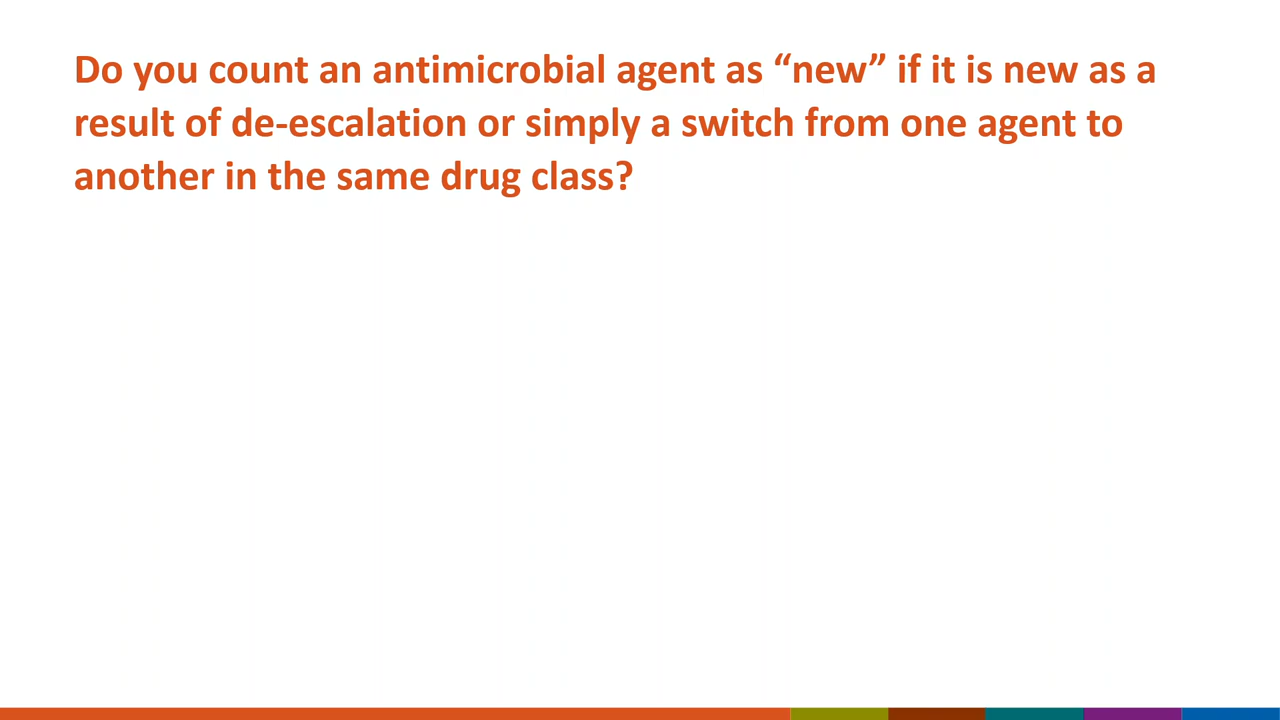 Do you count an antimicrobial agent as “new” if it is new as a
result of de-escalation or simply a switch from one agent to
another in the same drug class?